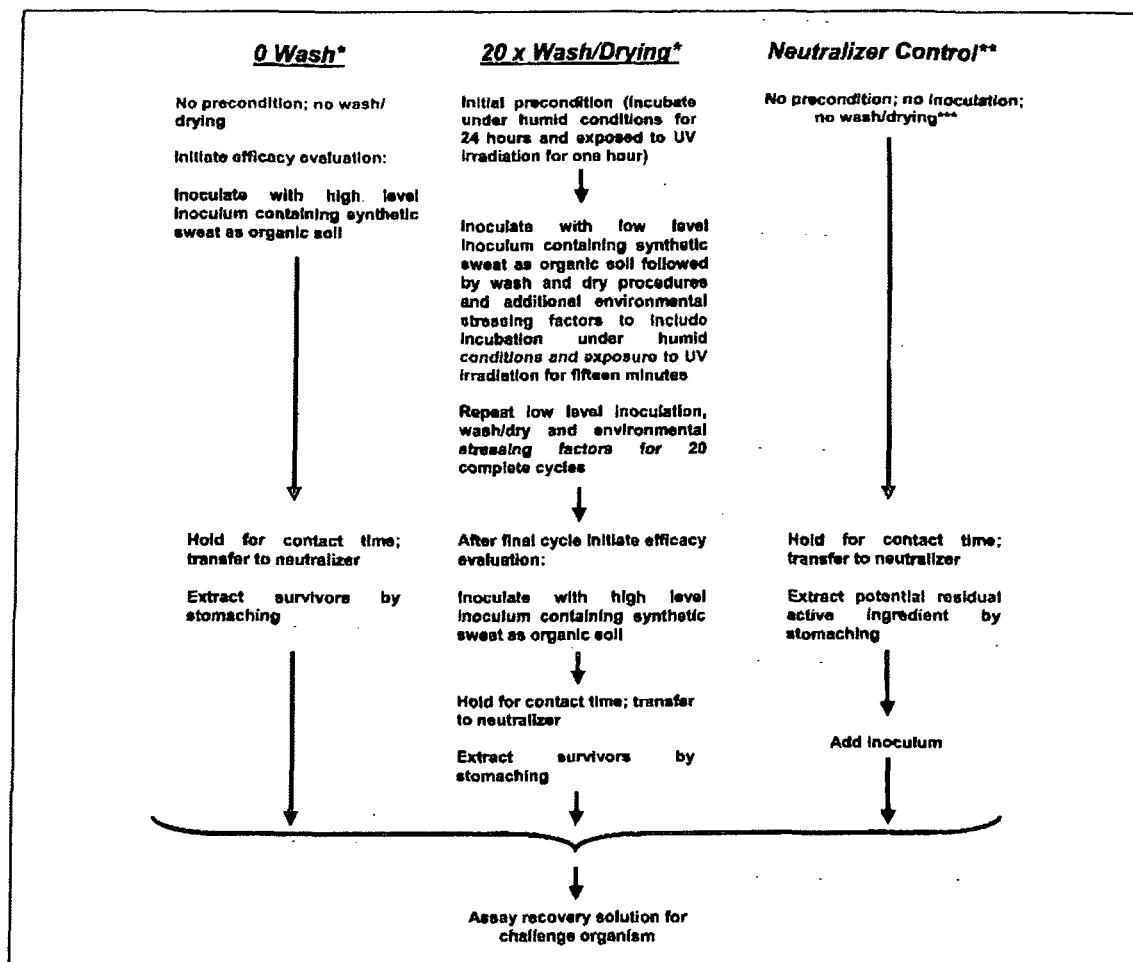 0 Wash*
No precondition; no wash/
drying
Initiate efficacy evaluation:
Inoculate with high level
inoculum containing synthetic
sweat as organic soil
Hold for contact time;
transfer to neutralizer
Extract survivors by
stomaching
20 x Wash/Drying*
Initial precondition (incubate
under humid conditions for
24 hours and exposed to UV
irradiation for one hour)
Inoculate with low level
inoculum containing synthetic
sweat as organic soil followed
by wash and dry procedures
and additional environmental
stressing factors to include
incubation under humid
conditions and exposure to UV
irradiation for fifteen minutes
Repeat low level inoculation,
wash/dry and environmental
stressing factors for 20
complete cycles
After final cycle initiate efficacy
evaluation:
Inoculate with high level
inoculum containing synthetic
sweat as organic soil
Hold for contact time; transfer
to neutralizer
Extract survivors by
stomaching
Neutralizer Control**
No precondition; no inoculation;
no wash/drying***
Hold for contact time;
transfer to neutralizer
Extract potential residual
active ingredient by
stomaching
Add inoculum
Assay recovery solution for
challenge organism